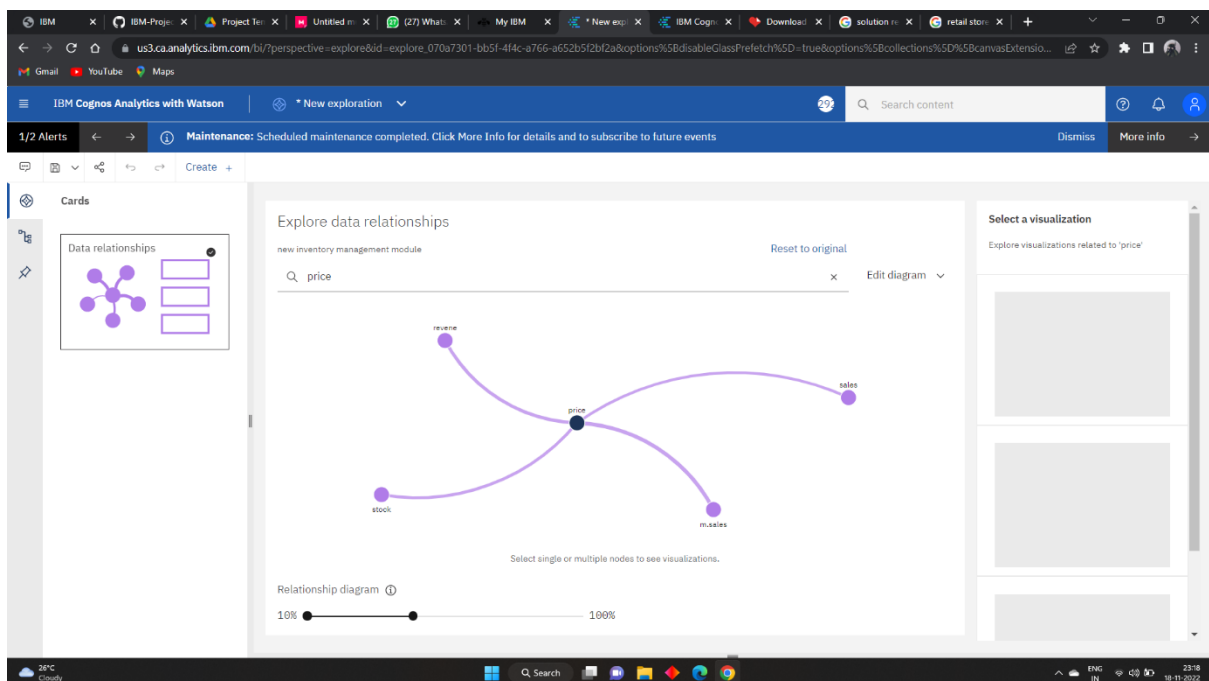 IBM
IBM-Projec
Project Ten
Untitled m
(27) Whats
My IBM
* New expl
IBM Cogno
Download
solution re
retail store
us3.ca.analytics.ibm.com/bi/?perspective=explore&id=explore_070a7301-bb5f-4f4c-a766-a652b5f2bf2a&options%5BdisableGlassPrefetch%5D=true&options%5Bcollections%5D%5BcanvasExtensio...
Gmail YouTube Maps
IBM Cognos Analytics with Watson
* New exploration
292
Search content
1/2 Alerts
Maintenance: Scheduled maintenance completed. Click More Info for details and to subscribe to future events
Dismiss
More info
Create +
Cards
Data relationships
Explore data relationships
new inventory management module
Reset to original
price
Edit diagram
revene
sales
price
stock
m.sales
Select single or multiple nodes to see visualizations.
Relationship diagram
10%
100%
Select a visualization
Explore visualizations related to 'price'
26°C
Cloudy
Search
ENG
IN
23:18
18-11-2022